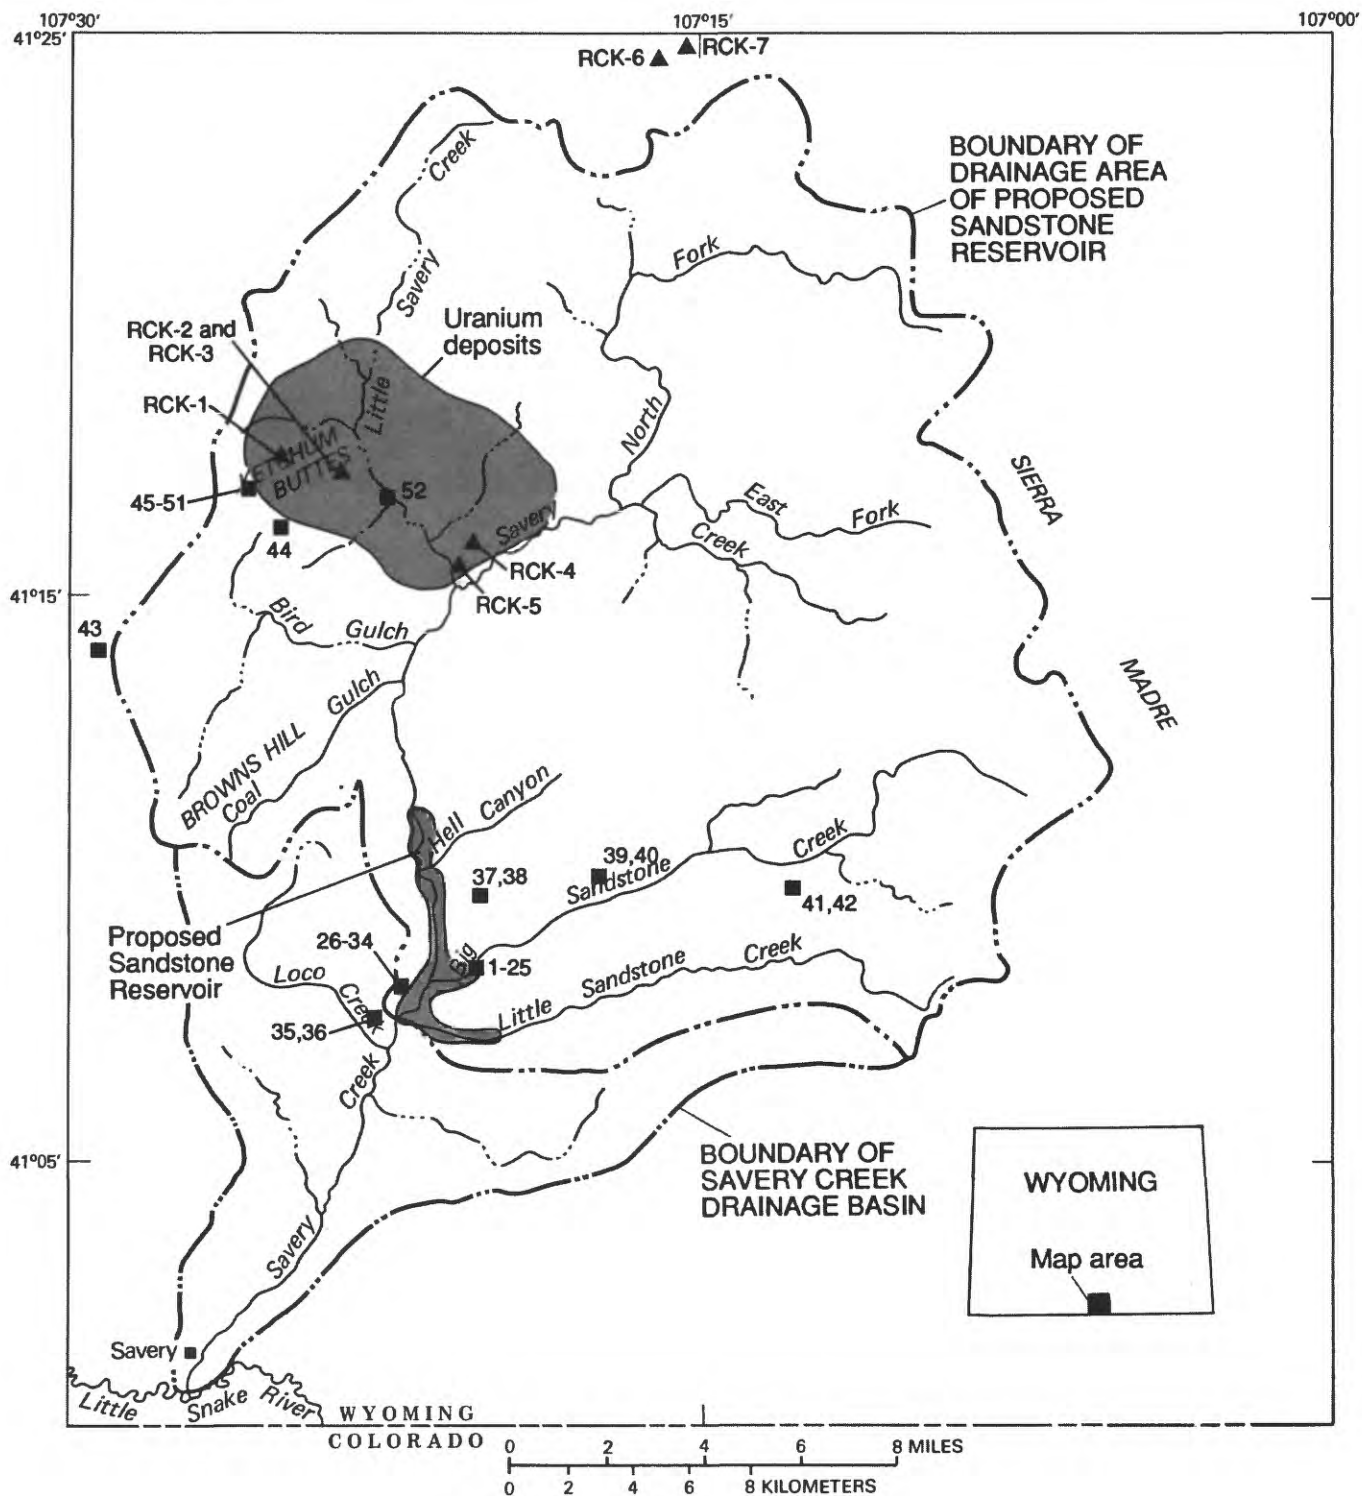 107°30'
107°15'
107°00'
41°25'
RCK-6
RCK-7
BOUNDARY OF
DRAINAGE AREA
OF PROPOSED
SANDSTONE
RESERVOIR
Creek
Savery
Little
Fork
Uranium
deposits
RCK-2 and
RCK-3
RCK-1
KETCHUM
BUTTES
North
SIERRA
45-51
52
East
Fork
44
Savery
Creek
RCK-4
41°15'
RCK-5
43
Bird
Gulch
MADRE
Gulch
BROWNS HILL
Coal
Hell Canyon
Creek
39,40
37,38
Sandstone
41,42
Proposed
Sandstone
Reservoir
26-34
Big
1-25
Sandstone
Creek
Loco
Creek
Little
35,36
Creek
41°05'
BOUNDARY OF
SAVERY CREEK
DRAINAGE BASIN
WYOMING
Map area
Savery
Savery
Little
Snake
River
WYOMING
COLORADO
0 2 4 6 8 MILES
0 2 4 6 8 KILOMETERS